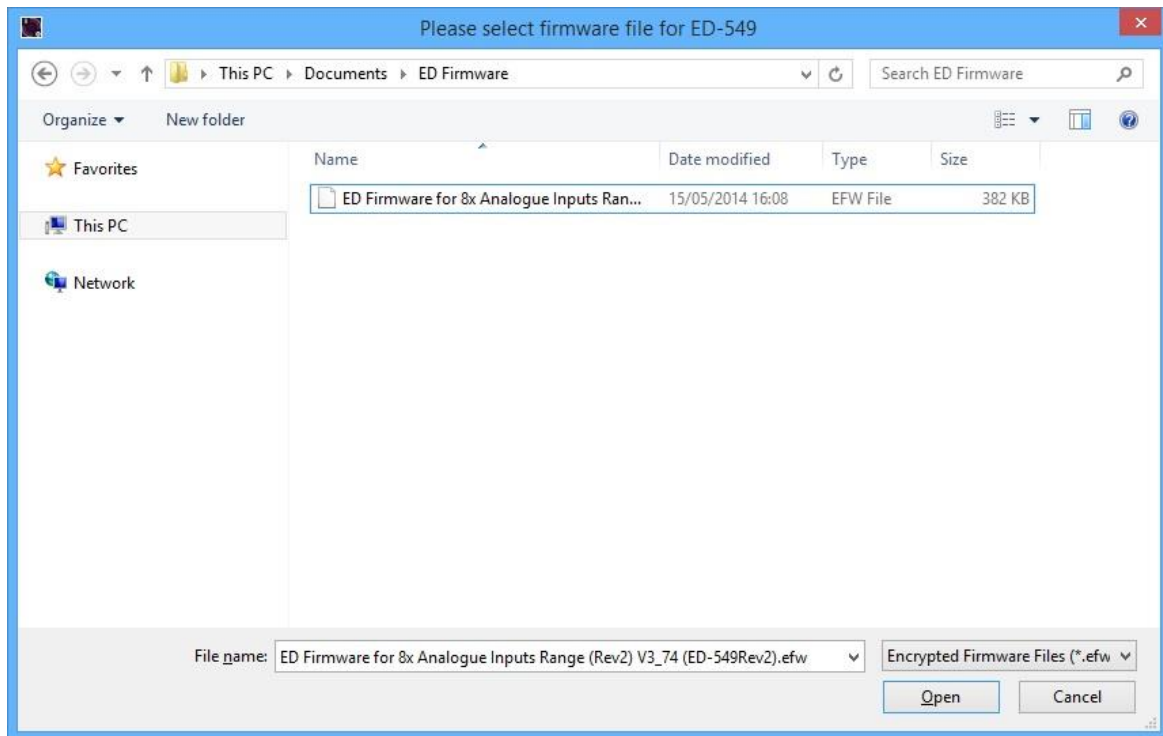 Please select firmware file for ED-549
This PC Documents ED Firmware Search ED Firmware
Organize New folder
Name Date modified Type Size
Favorites
ED Firmware for 8x Analogue Inputs Ran... 15/05/2014 16:08 EFW File 382 KB
This PC
Network
File name: ED Firmware for 8x Analogue Inputs Range (Rev2) V3_74 (ED-549Rev2).efw Encrypted Firmware Files (*.efw
Open Cancel